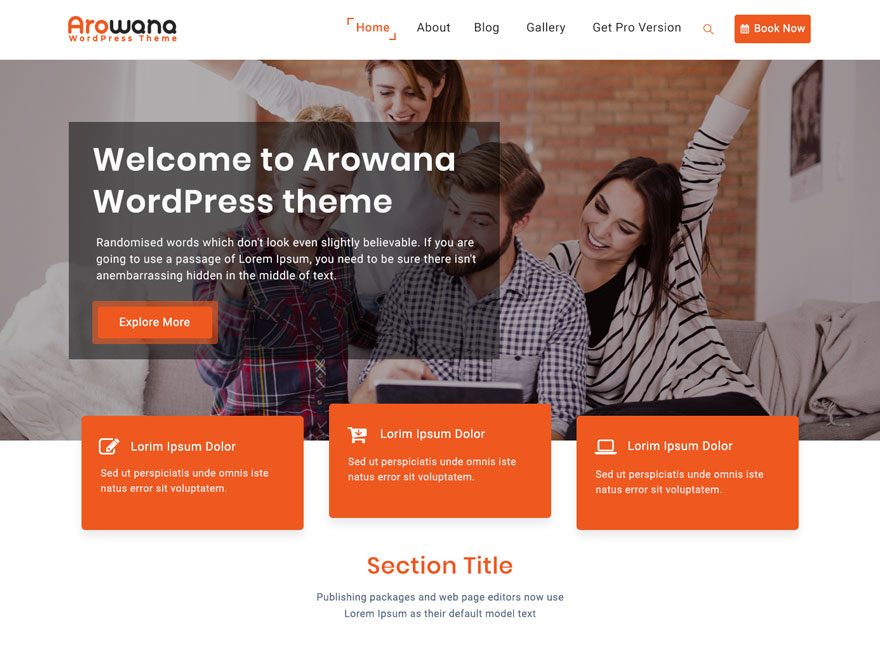 Arowana
WordPress Theme
Home
About
Blog
Gallery
Get Pro Version
Book Now
Welcome to Arowana
WordPress theme
Randomised words which don't look even slightly believable. If you are
going to use a passage of Lorem Ipsum, you need to be sure there isn't
anembarrassing hidden in the middle of text.
Explore More
Lorim Ipsum Dolor
Sed ut perspiciatis unde omnis iste
natus error sit voluptatem.
Lorim Ipsum Dolor
Sed ut perspiciatis unde omnis iste
natus error sit voluptatem.
Lorim Ipsum Dolor
Sed ut perspiciatis unde omnis iste
natus error sit voluptatem.
Section Title
Publishing packages and web page editors now use
Lorem Ipsum as their default model text